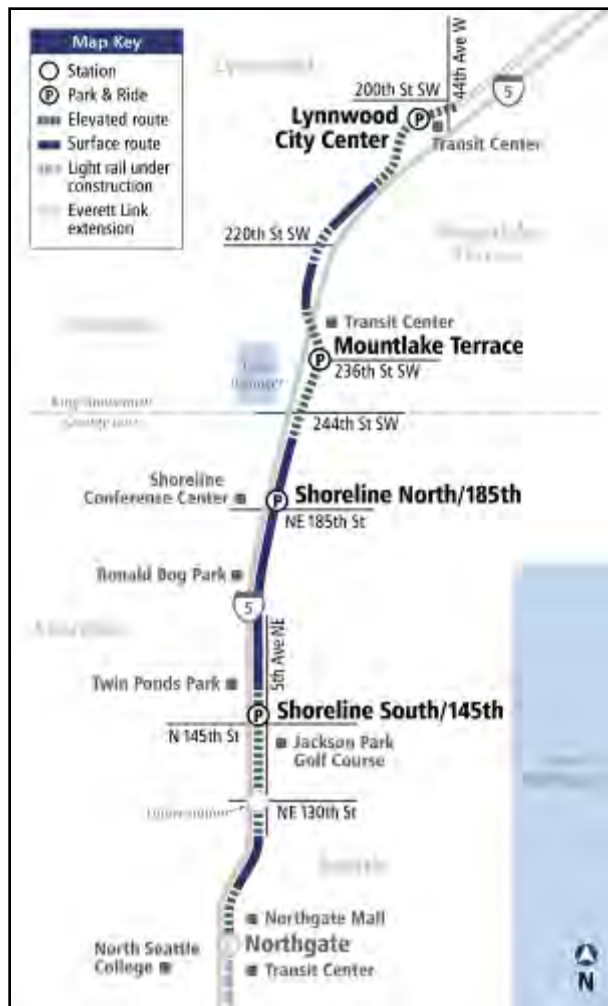 Map Key
Station
Park & Ride
Elevated route
Surface route
Light rail under
construction
Everett Link
extension
44th Ave W
200th St SW
5
Lynnwood
City Center
Transit Center
220th St SW
Transit Center
Mountlake Terrace
236th St SW
244th St SW
Shoreline
Conference Center
Shoreline North/185th
NE 185th St
Ronald Bog Park
5
5th Ave NE
Twin Ponds Park
Shoreline South/145th
N 145th St
Jackson Park
Golf Course
NE 130th St
Northgate Mall
Northgate
North Seattle
College
Transit Center
N